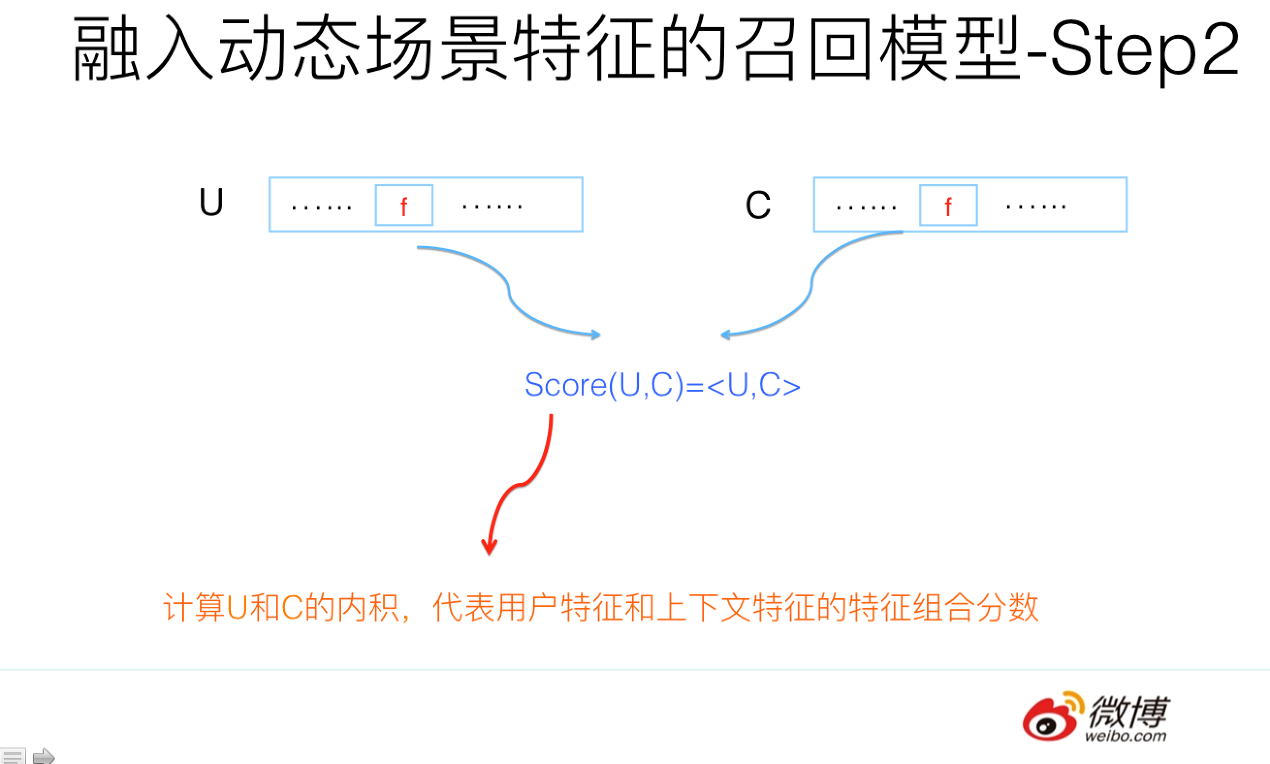 融入动态场景特征的召回模型-Step2
U ...... f ...... C ...... f ......
Score(U,C)=<U,C>
计算U和C的内积，代表用户特征和上下文特征的特征组合分数
微博
weibo.com